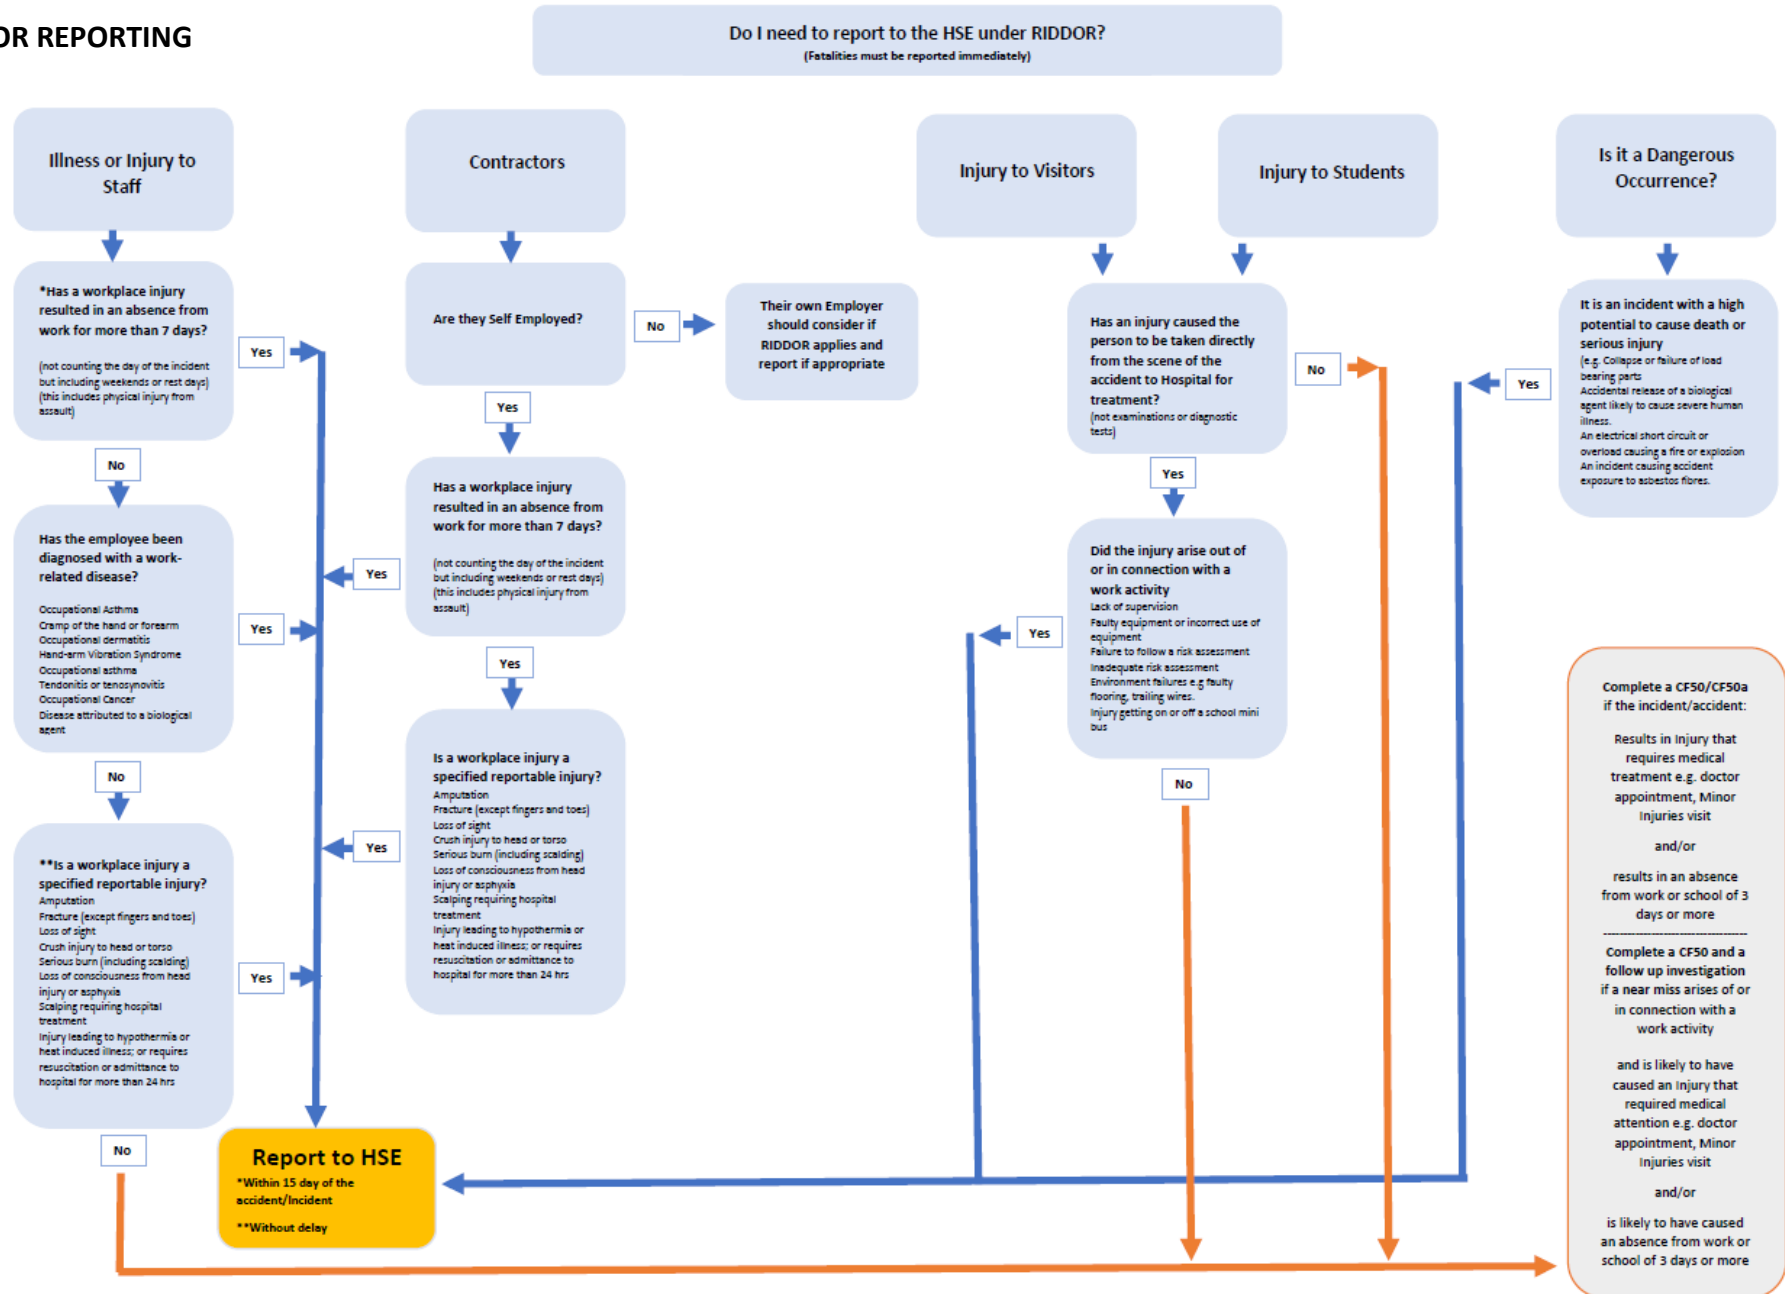 OR REPORTING
Do I need to report to the HSE under RIDDOR?
(Fatalities must be reported immediately)
Illness or Injury to
Staff
*Has a workplace injury
resulted in an absence from
work for more than 7 days?
(not counting the day of the incident
but including weekends or rest days)
(this includes physical injury from
assault)
Yes
No
Has the employee been
diagnosed with a work-
related disease?
Occupational Asthma
Cramp of the hand or forearm
Occupational dermatitis
Hand-arm Vibration Syndrome
Occupational asthma
Tendonitis or tenosynovitis
Occupational Cancer
Disease attributed to a biological
agent
Yes
No
**Is a workplace injury a
specified reportable injury?
Amputation
Fracture (except fingers and toes)
Loss of sight
Crush injury to head or torso
Serious burn (including scalding)
Loss of consciousness from head
injury or asphyxia
Scalping requiring hospital
treatment
Injury leading to hypothermia or
heat induced illness; or requires
resuscitation or admittance to
hospital for more than 24 hrs
Yes
No
Contractors
Are they Self Employed?
No
Their own Employer
should consider if
RIDDOR applies and
report if appropriate
Yes
Has a workplace injury
resulted in an absence from
work for more than 7 days?
(not counting the day of the incident
but including weekends or rest days)
(this includes physical injury from
assault)
Yes
Yes
Is a workplace injury a
specified reportable injury?
Amputation
Fracture (except fingers and toes)
Loss of sight
Crush injury to head or torso
Serious burn (including scalding)
Loss of consciousness from head
injury or asphyxia
Scalping requiring hospital
treatment
Injury leading to hypothermia or
heat induced illness; or requires
resuscitation or admittance to
hospital for more than 24 hrs
Yes
Report to HSE
*Within 15 day of the
accident/Incident
**Without delay
Injury to Visitors
Injury to Students
Has an injury caused the
person to be taken directly
from the scene of the
accident to Hospital for
treatment?
(not examinations or diagnostic
tests)
No
Yes
Did the injury arise out of
or in connection with a
work activity
Lack of supervision
Faulty equipment or incorrect use of
equipment
Failure to follow a risk assessment
Inadequate risk assessment
Environment failures e.g faulty
flooring, trailing wires.
Injury getting on or off a school mini
bus
Yes
No
Is it a Dangerous
Occurrence?
It is an incident with a high
potential to cause death or
serious injury
(e.g. Collapse or failure of load
bearing parts
Accidental release of a biological
agent likely to cause severe human
illness.
An electrical short circuit or
overload causing a fire or explosion
An incident causing accident
exposure to asbestos fibres.
Yes
Complete a CF50/CF50a
if the incident/accident:
Results in Injury that
requires medical
treatment e.g. doctor
appointment, Minor
Injuries visit
and/or
results in an absence
from work or school of 3
days or more
------------------------------------
Complete a CF50 and a
follow up investigation
if a near miss arises of or
in connection with a
work activity
and is likely to have
caused an Injury that
required medical
attention e.g. doctor
appointment, Minor
Injuries visit
and/or
is likely to have caused
an absence from work or
school of 3 days or more